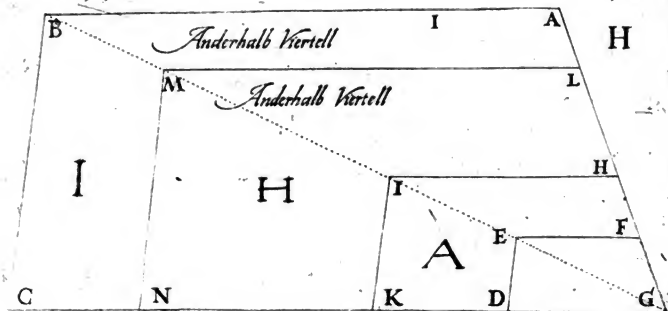 B I A H
Anderhalb Viertell
M L
Anderhalb Viertell
I H I H
E F
A
C N K D G